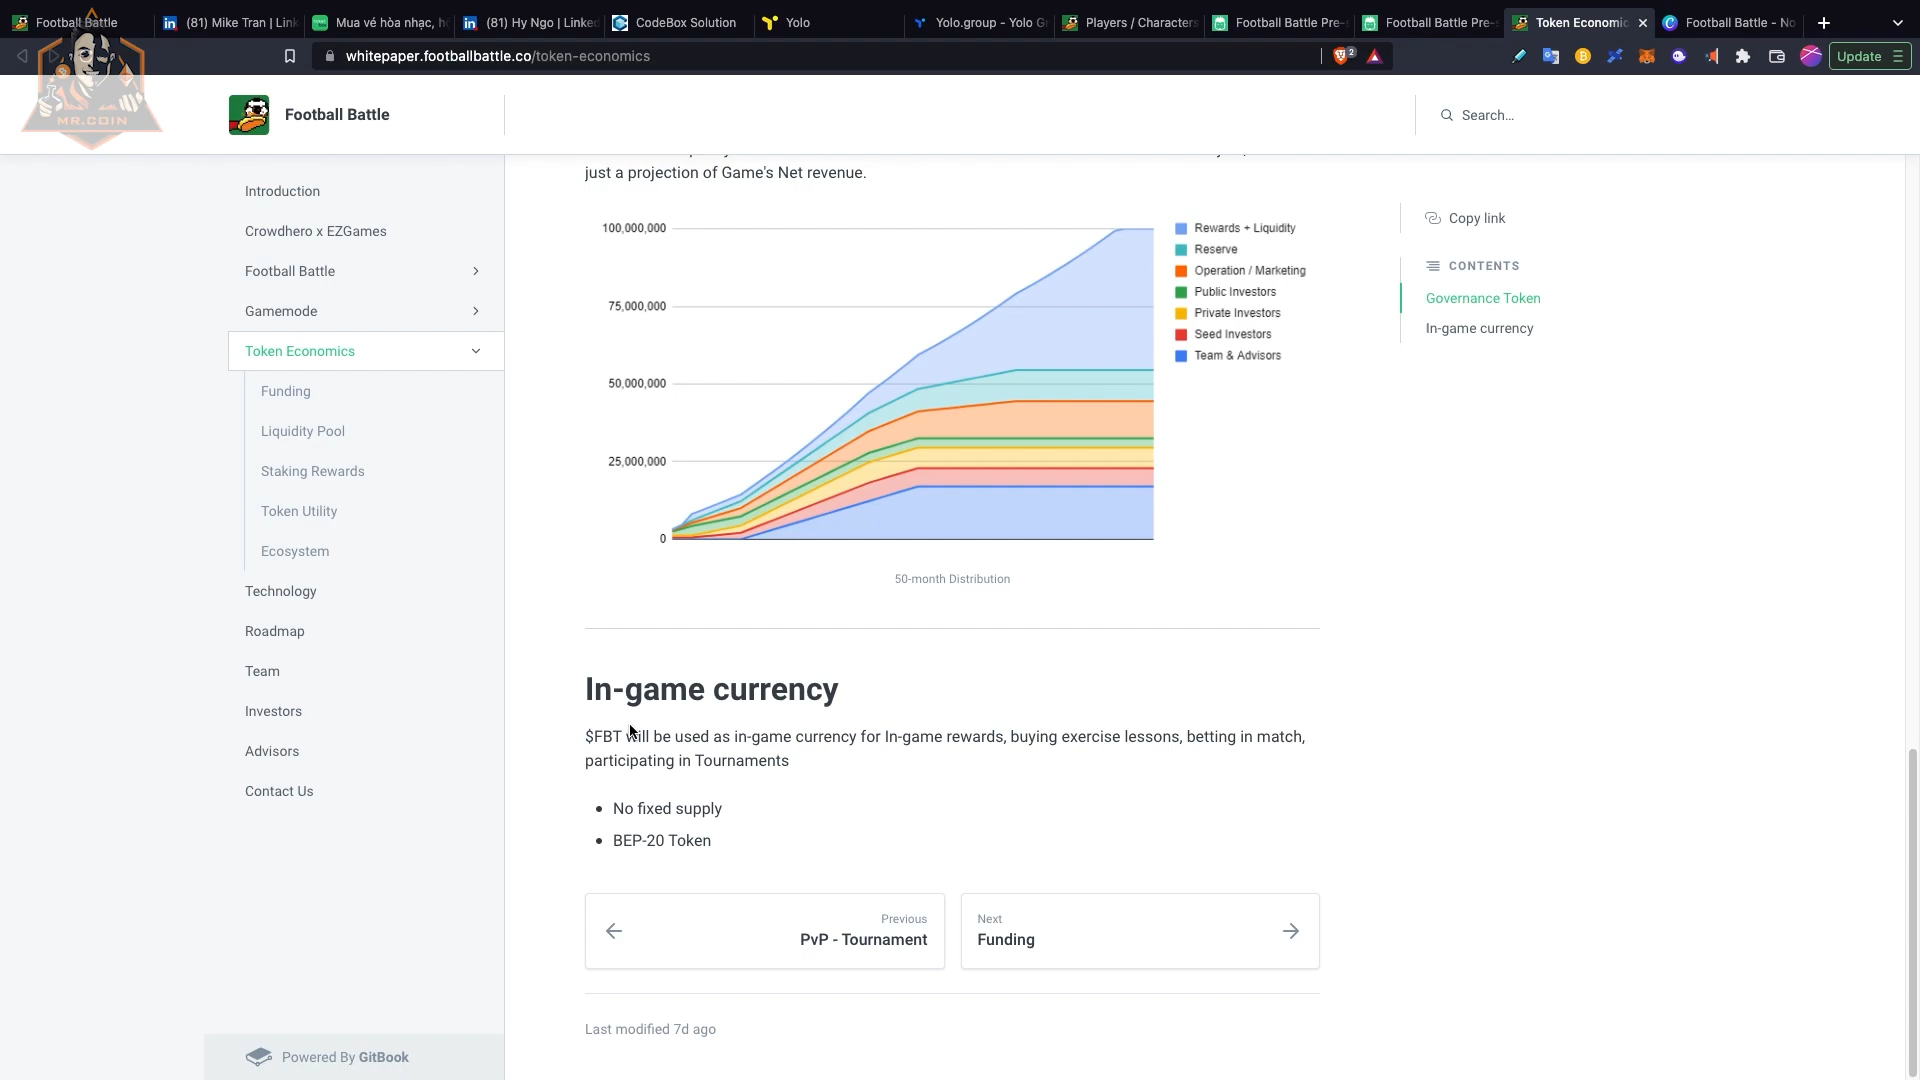 Football Battle
(81) Mike Tran | Link
Mua vé hòa nhạc, h
(81) Hy Ngo | Linked
CodeBox Solution
Yolo
Yolo.group - Yolo G
Players / Characters
Football Battle Pre-
Football Battle Pre-
Token Economic
Football Battle - No
whitepaper.footballbattle.co/token-economics
2
Update
MR.COIN
Football Battle
Search...
Introduction
Crowdhero x EZGames
Football Battle
Gamemode
Token Economics
Funding
Liquidity Pool
Staking Rewards
Token Utility
Ecosystem
Technology
Roadmap
Team
Investors
Advisors
Contact Us
Powered By GitBook
just a projection of Game's Net revenue.
100,000,000
75,000,000
50,000,000
25,000,000
0
Rewards + Liquidity
Reserve
Operation / Marketing
Public Investors
Private Investors
Seed Investors
Team & Advisors
50-month Distribution
In-game currency
$FBT will be used as in-game currency for In-game rewards, buying exercise lessons, betting in match,
participating in Tournaments
• No fixed supply
• BEP-20 Token
Previous
PvP - Tournament
Next
Funding
Last modified 7d ago
Copy link
CONTENTS
Governance Token
In-game currency